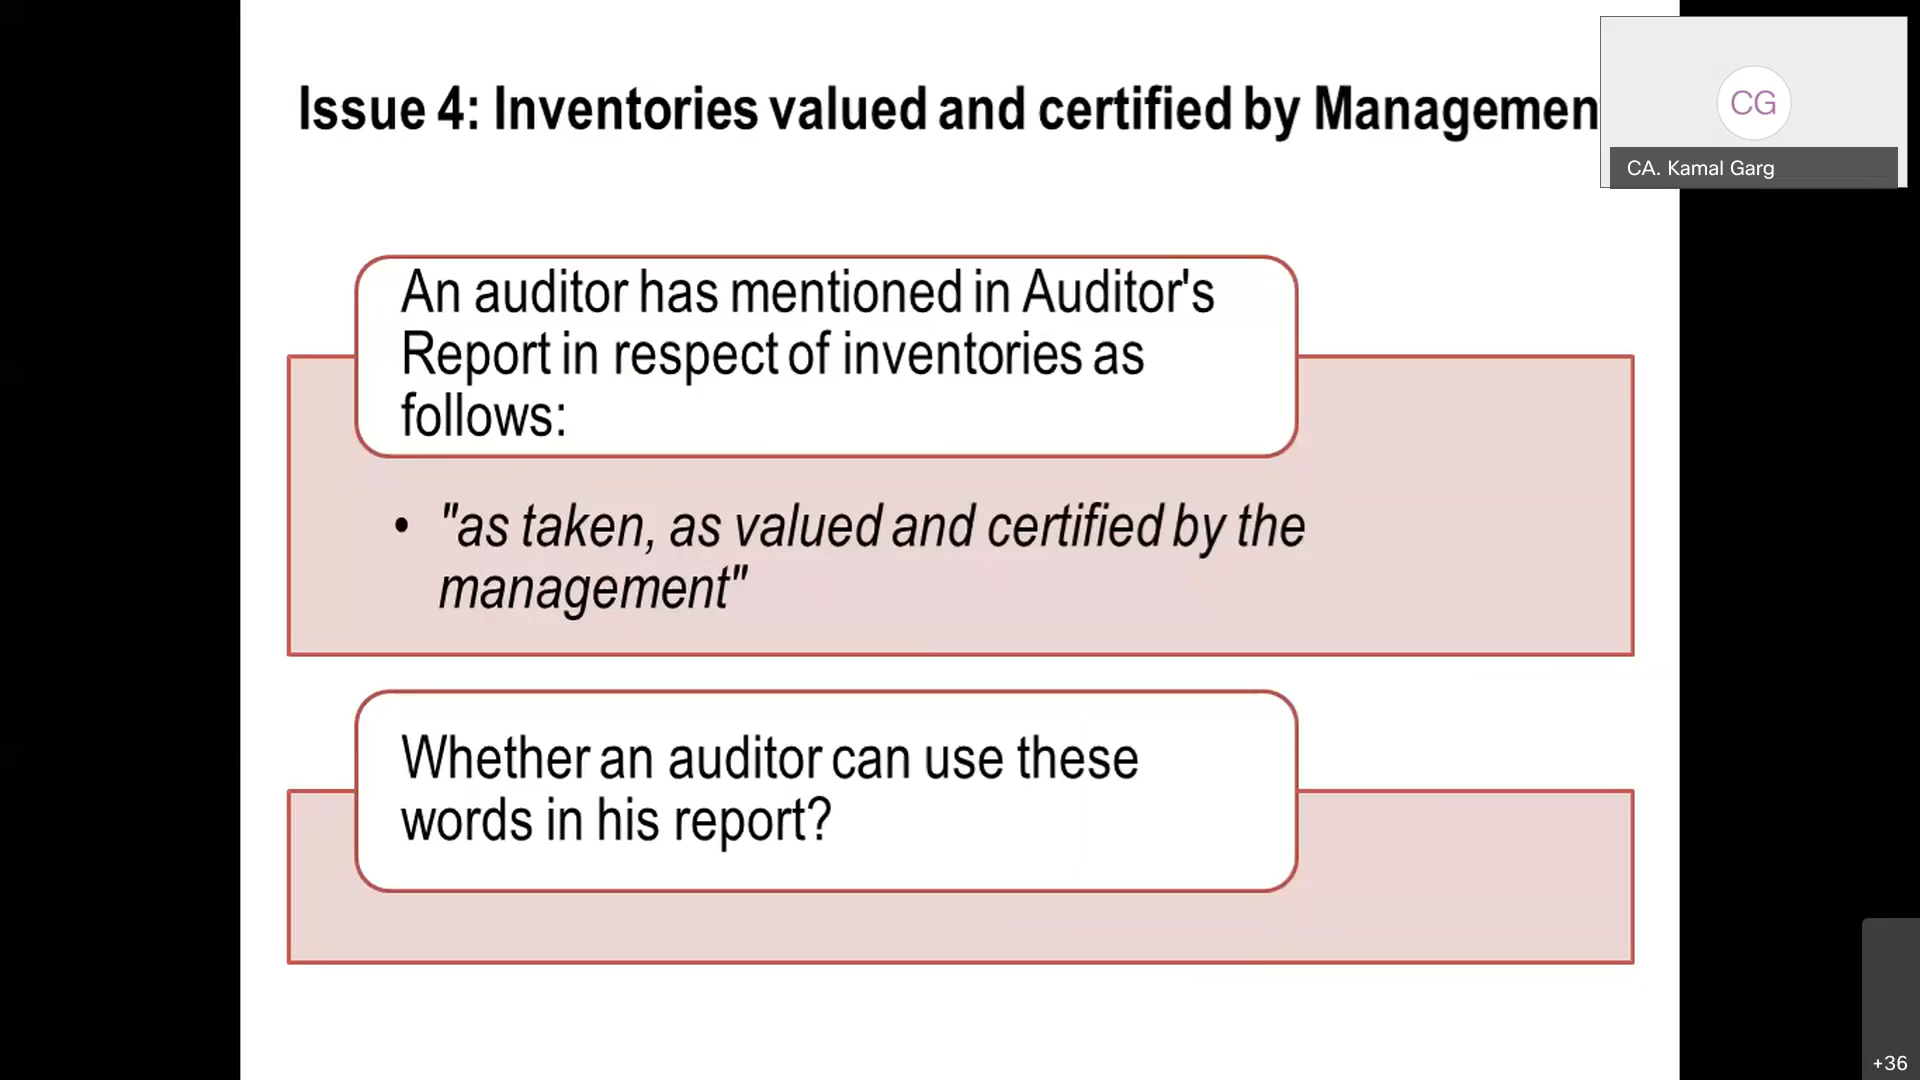 Issue 4: Inventories valued and certified by Managemen
CG
CA. Kamal Garg
An auditor has mentioned in Auditor's
Report in respect of inventories as
follows:
• "as taken, as valued and certified by the
management"
Whether an auditor can use these
words in his report?
+36